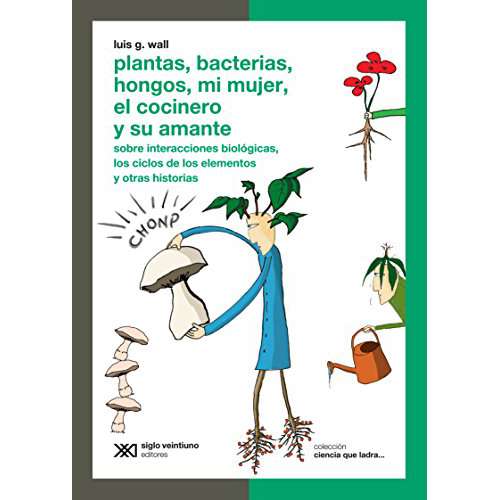 luis g. wall
plantas, bacterias,
hongos, mi mujer,
el cocinero
y su amante
sobre interacciones biológicas,
los ciclos de los elementos
y otras historias
CHONP
siglo veintiuno
editores
colección
ciencia que ladra...